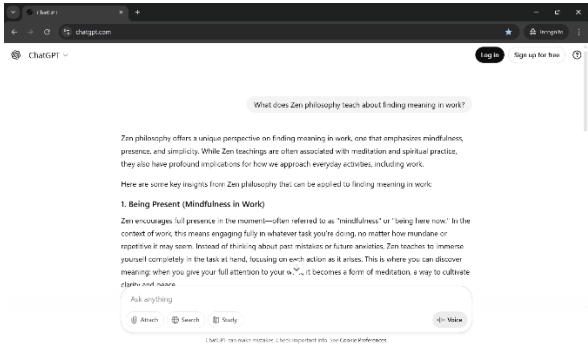 ChatGPT
chatgpt.com
Incognito
ChatGPT
Log in
Sign up for free
What does Zen philosophy teach about finding meaning in work?
Zen philosophy offers a unique perspective on finding meaning in work, one that emphasizes mindfulness,
presence, and simplicity. While Zen teachings are often associated with meditation and spiritual practice,
they also have profound implications for how we approach everyday activities, including work.
Here are some key insights from Zen philosophy that can be applied to finding meaning in work:
1. Being Present (Mindfulness in Work)
Zen encourages full presence in the moment—often referred to as "mindfulness" or "being here now." In the
context of work, this means engaging fully in whatever task you're doing, no matter how mundane or
repetitive it may seem. Instead of thinking about past mistakes or future anxieties, Zen teaches to immerse
yourself completely in the task at hand, focusing on each action as it arises. This is where you can discover
meaning: when you give your full attention to your it becomes a form of meditation, a way to cultivate
clarity and peace.
Ask anything
Attach
Search
Study
Voice
ChatGPT can make mistakes. Check important info. See Cookie Preferences.